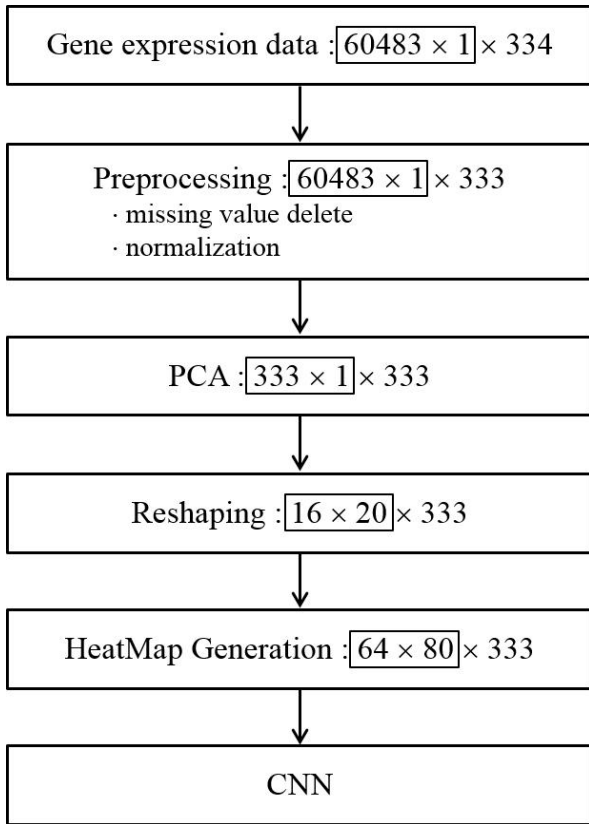 Gene expression data : 60483 × 1 × 334
Preprocessing : 60483 × 1 × 333
· missing value delete
· normalization
PCA : 333 × 1 × 333
Reshaping : 16 × 20 × 333
HeatMap Generation : 64 × 80 × 333
CNN